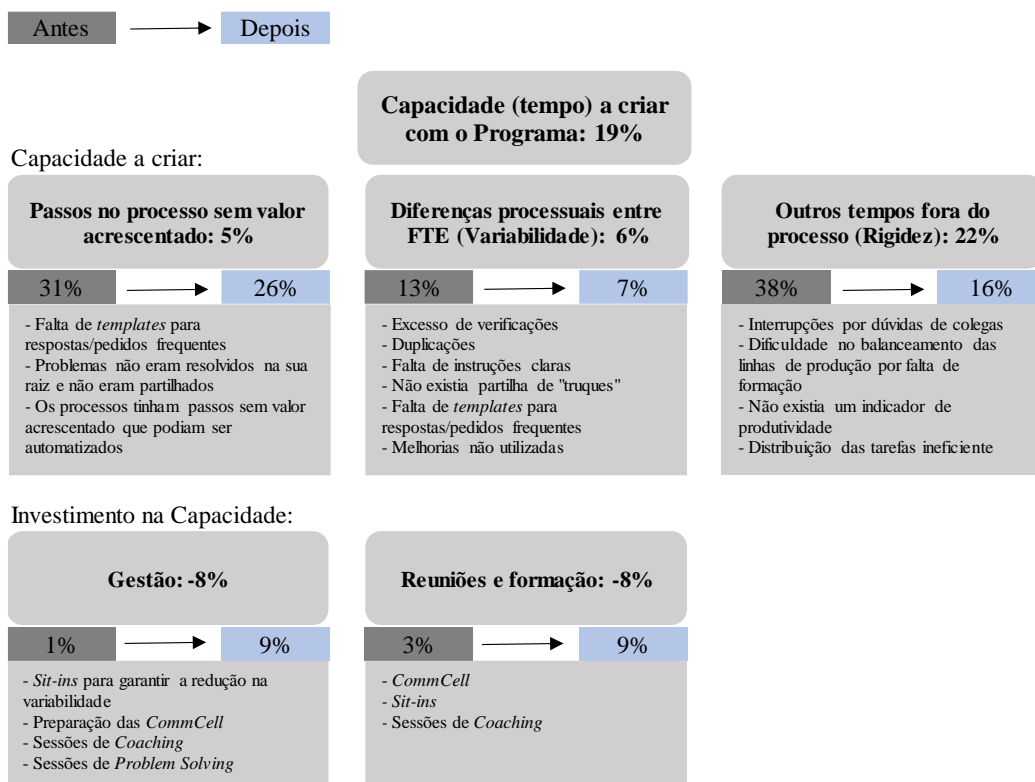 Antes
Depois
Capacidade (tempo) a criar
com o Programa: 19%
Capacidade a criar:
Passos no processo sem valor
acrescentado: 5%
31%
26%
- Falta de templates para
respostas/pedidos frequentes
- Problemas não eram resolvidos na sua
raiz e não eram partilhados
- Os processos tinham passos sem valor
acrescentado que podiam ser
automatizados
Diferenças processuais entre
FTE (Variabilidade): 6%
13%
7%
- Excesso de verificações
- Duplicações
- Falta de instruções claras
- Não existia partilha de "truques"
- Falta de templates para
respostas/pedidos frequentes
- Melhorias não utilizadas
Outros tempos fora do
processo (Rigidez): 22%
38%
16%
- Interrupções por dúvidas de colegas
- Dificuldade no balanceamento das
linhas de produção por falta de
formação
- Não existia um indicador de
produtividade
- Distribuição das tarefas ineficiente
Investimento na Capacidade:
Gestão: -8%
1%
9%
- Sit-ins para garantir a redução na
variabilidade
- Preparação das CommCell
- Sessões de Coaching
- Sessões de Problem Solving
Reuniões e formação: -8%
3%
9%
- CommCell
- Sit-ins
- Sessões de Coaching